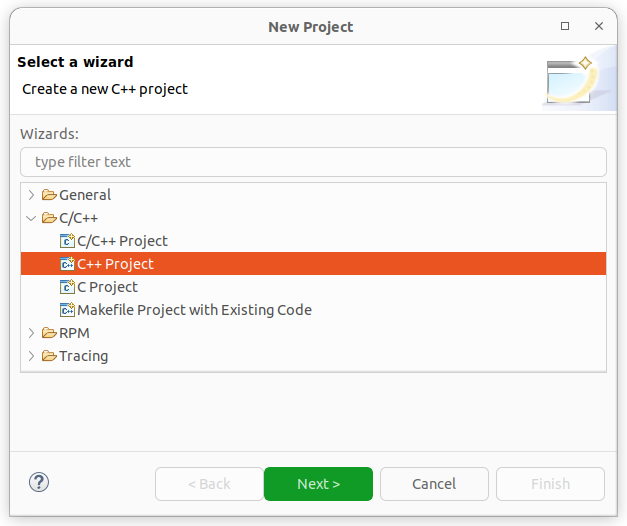 New Project
Select a wizard
Create a new C++ project
Wizards:
type filter text
General
C/C++
C/C++ Project
C++ Project
C Project
Makefile Project with Existing Code
RPM
Tracing
< Back Next > Cancel Finish